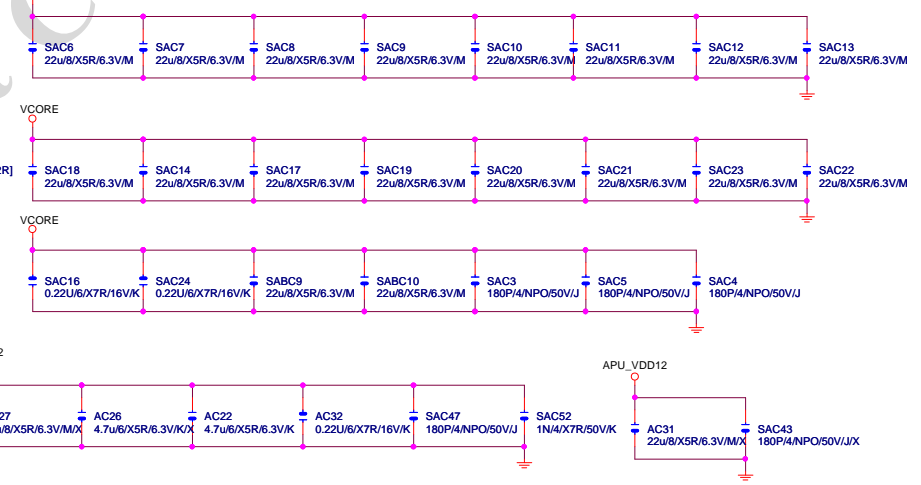 SAC6 SAC7 SAC8 SAC9 SAC10 SAC11 SAC12 SAC13
22u/8/X5R/6.3V/M 22u/8/X5R/6.3V/M 22u/8/X5R/6.3V/M 22u/8/X5R/6.3V/M 22u/8/X5R/6.3V/M 22u/8/X5R/6.3V/M 22u/8/X5R/6.3V/M 22u/8/X5R/6.3V/M
VCORE
R] SAC18 SAC14 SAC17 SAC19 SAC20 SAC21 SAC23 SAC22
22u/8/X5R/6.3V/M 22u/8/X5R/6.3V/M 22u/8/X5R/6.3V/M 22u/8/X5R/6.3V/M 22u/8/X5R/6.3V/M 22u/8/X5R/6.3V/M 22u/8/X5R/6.3V/M 22u/8/X5R/6.3V/M
VCORE
SAC16 SAC24 SABC9 SABC10 SAC3 SAC5 SAC4
0.22U/6/X7R/16V/K 0.22U/6/X7R/16V/K 22u/8/X5R/6.3V/M 22u/8/X5R/6.3V/M 180P/4/NPO/50V/J 180P/4/NPO/50V/J 180P/4/NPO/50V/J
2 APU_VDD12
27 AC26 AC22 AC32 SAC47 SAC52 AC31 SAC43
u/8/X5R/6.3V/M/X 4.7u/6/X5R/6.3V/K/X 4.7u/6/X5R/6.3V/K 0.22U/6/X7R/16V/K 180P/4/NPO/50V/J 1N/4/X7R/50V/K 22u/8/X5R/6.3V/M/X 180P/4/NPO/50V/J/X